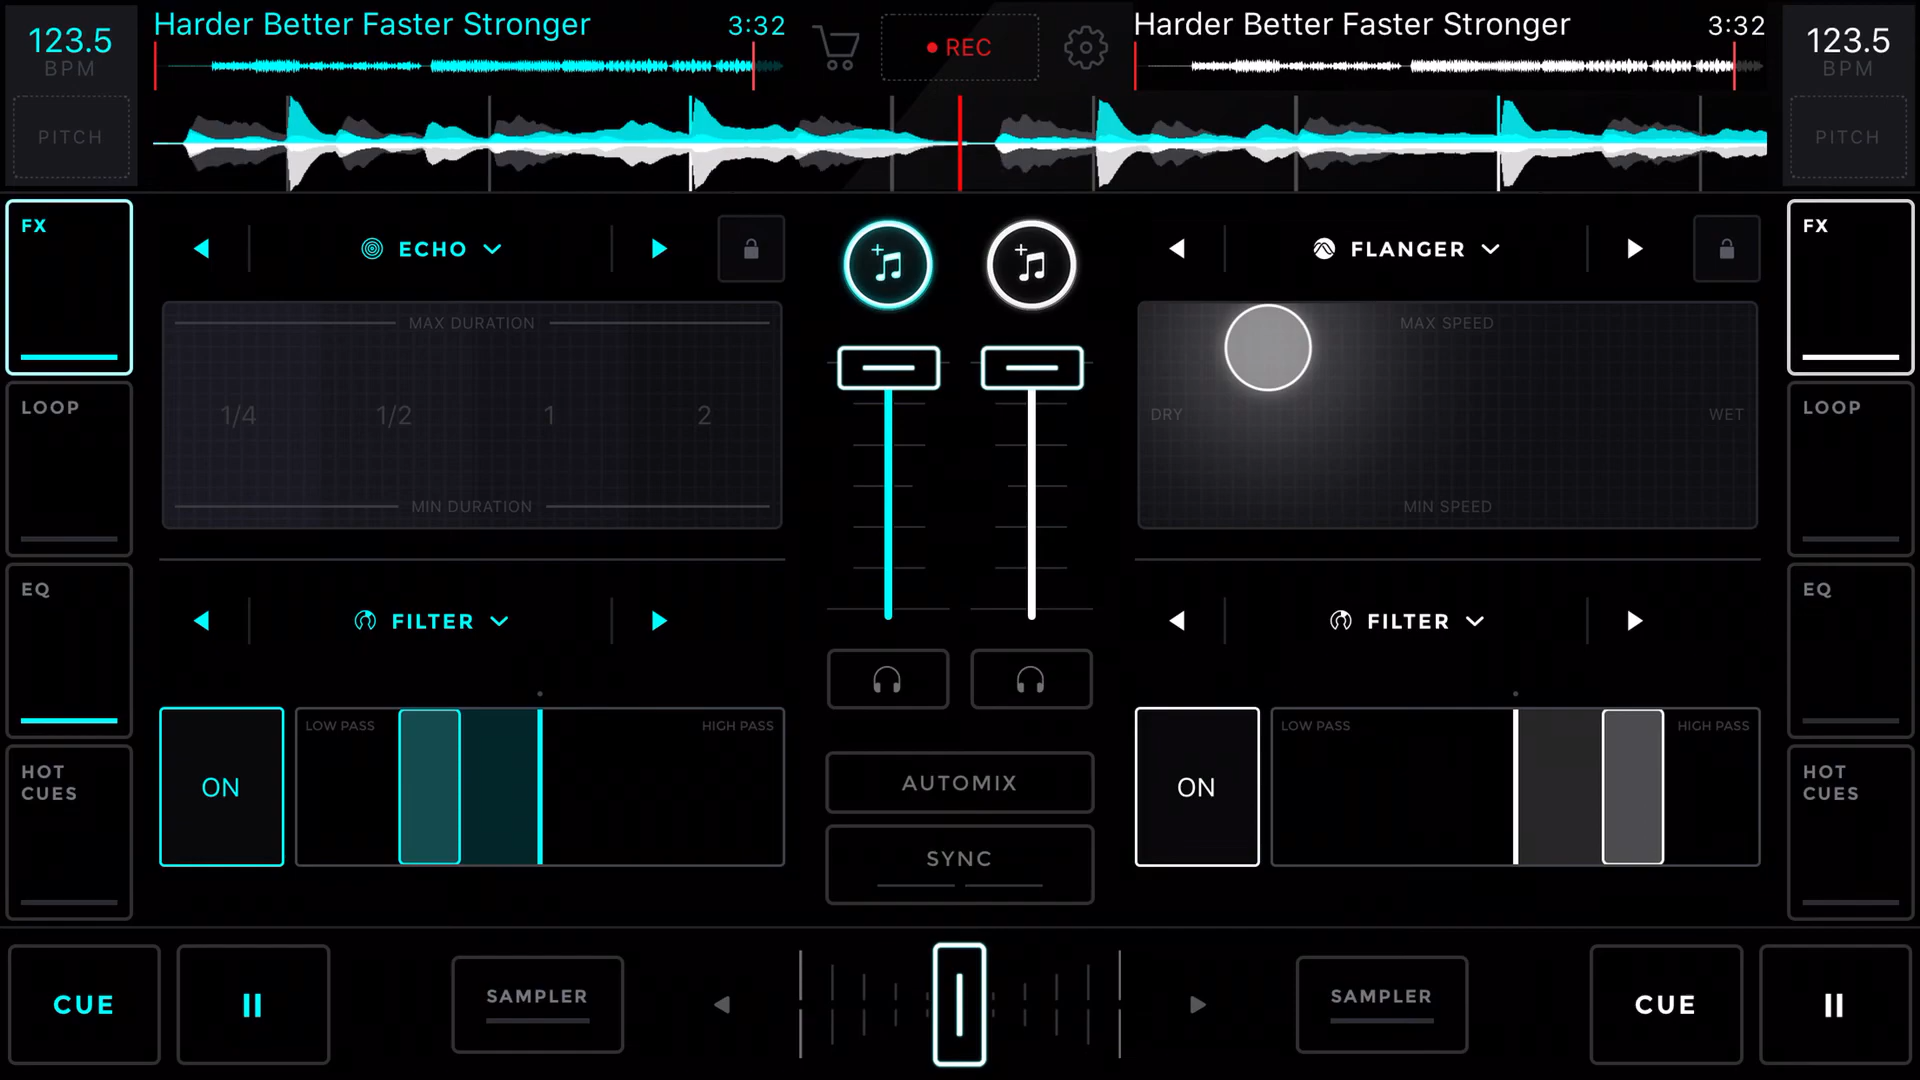 123.5
BPM
PITCH
Harder Better Faster Stronger
3:32
REC
Harder Better Faster Stronger
3:32
123.5
BPM
PITCH
FX
LOOP
EQ
HOT
CUES
ECHO
MAX DURATION
1/4 1/2 1 2
MIN DURATION
FILTER
ON
LOW PASS
HIGH PASS
AUTOMIX
SYNC
FLANGER
MAX SPEED
DRY
WET
MIN SPEED
FILTER
ON
LOW PASS
HIGH PASS
FX
LOOP
EQ
HOT
CUES
CUE
SAMPLER
SAMPLER
CUE